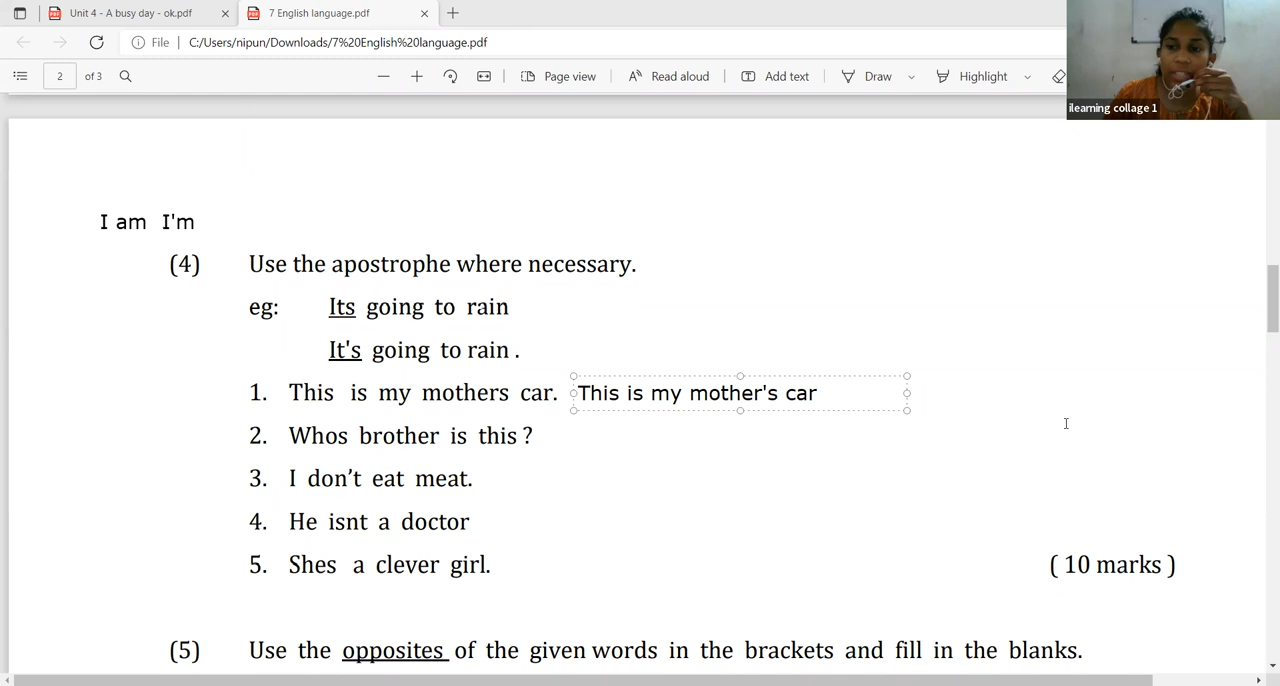 Unit 4 - A busy day - ok.pdf
7 English language.pdf
File
C:/Users/nipun/Downloads/7%20English%20language.pdf
2 of 3
Page view
Read aloud
Add text
Draw
Highlight
ilearning collage 1
I am I'm
(4) Use the apostrophe where necessary.
eg: Its going to rain
It's going to rain .
1. This is my mothers car. This is my mother's car
2. Whos brother is this ?
3. I don’t eat meat.
4. He isnt a doctor
5. Shes a clever girl. ( 10 marks )
(5) Use the opposites of the given words in the brackets and fill in the blanks.